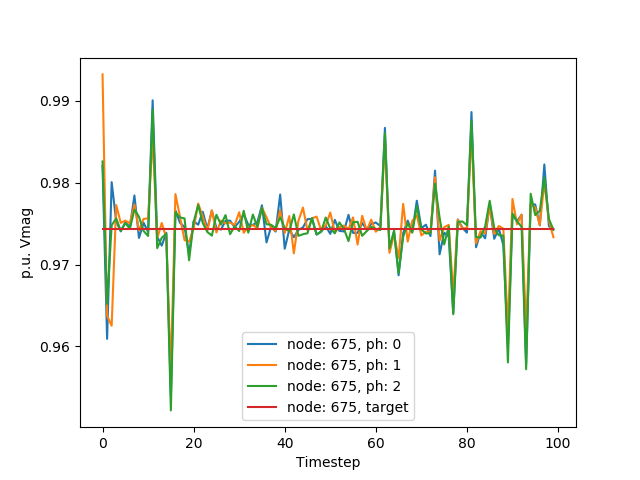 0.99
0.98
0.97
0.96
p.u. Vmag
0 20 40 60 80 100
Timestep
node: 675, ph: 0
node: 675, ph: 1
node: 675, ph: 2
node: 675, target